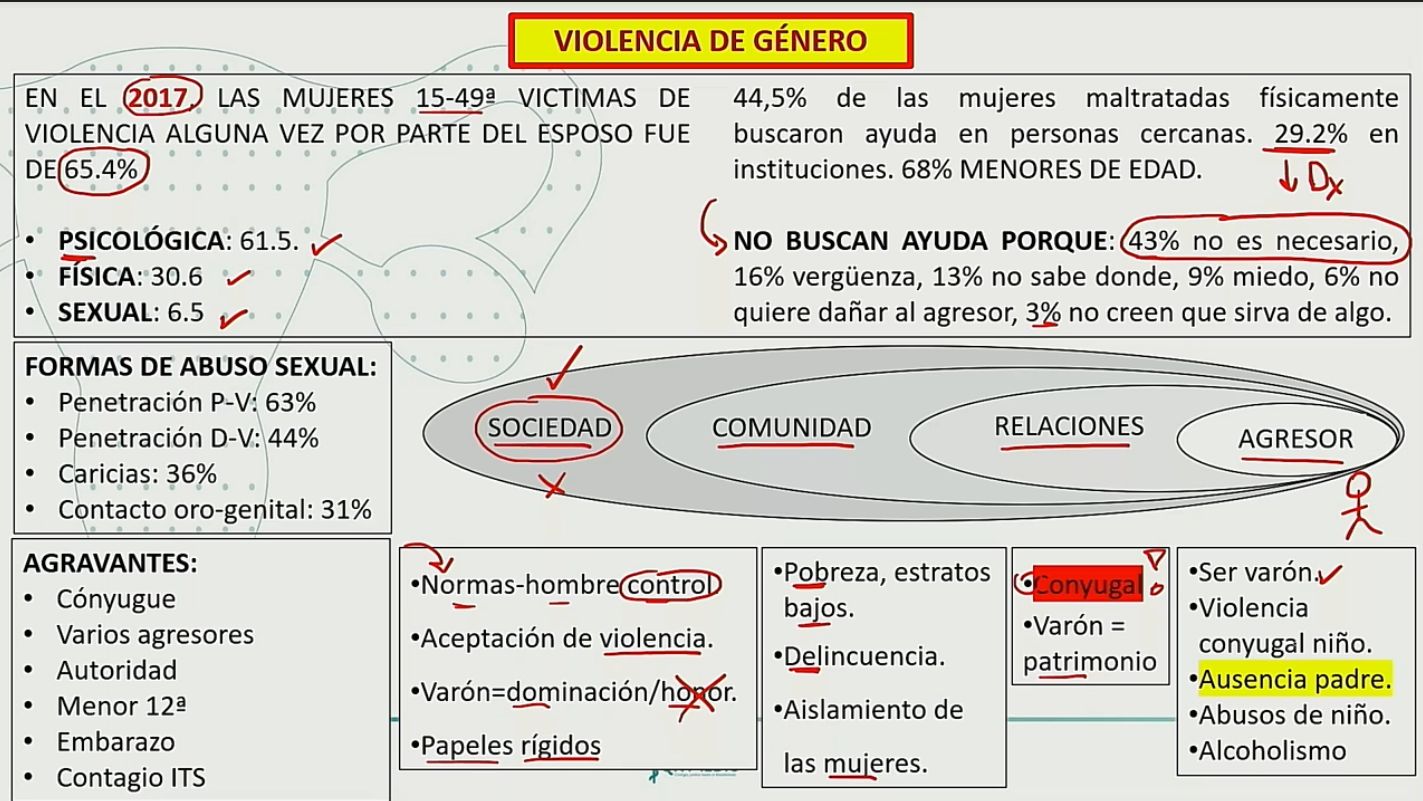 VIOLENCIA DE GÉNERO
EN EL 2017, LAS MUJERES 15-49ª VICTIMAS DE
VIOLENCIA ALGUNA VEZ POR PARTE DEL ESPOSO FUE
DE 65.4%
• PSICOLÓGICA: 61.5.
• FÍSICA: 30.6
• SEXUAL: 6.5
44,5% de las mujeres maltratadas físicamente
buscaron ayuda en personas cercanas. 29.2% en
instituciones. 68% MENORES DE EDAD.
↓ Dx
NO BUSCAN AYUDA PORQUE: 43% no es necesario,
16% vergüenza, 13% no sabe donde, 9% miedo, 6% no
quiere dañar al agresor, 3% no creen que sirva de algo.
FORMAS DE ABUSO SEXUAL:
• Penetración P-V: 63%
• Penetración D-V: 44%
• Caricias: 36%
• Contacto oro-genital: 31%
SOCIEDAD
COMUNIDAD
RELACIONES
AGRESOR
AGRAVANTES:
• Cónyugue
• Varios agresores
• Autoridad
• Menor 12ª
• Embarazo
• Contagio ITS
•Normas-hombre control
•Aceptación de violencia.
•Varón=dominación/honor.
•Papeles rígidos
•Pobreza, estratos
bajos.
•Delincuencia.
•Aislamiento de
las mujeres.
•Conyugal
•Varón =
patrimonio
•Ser varón.
•Violencia
conyugal niño.
•Ausencia padre.
•Abusos de niño.
•Alcoholismo